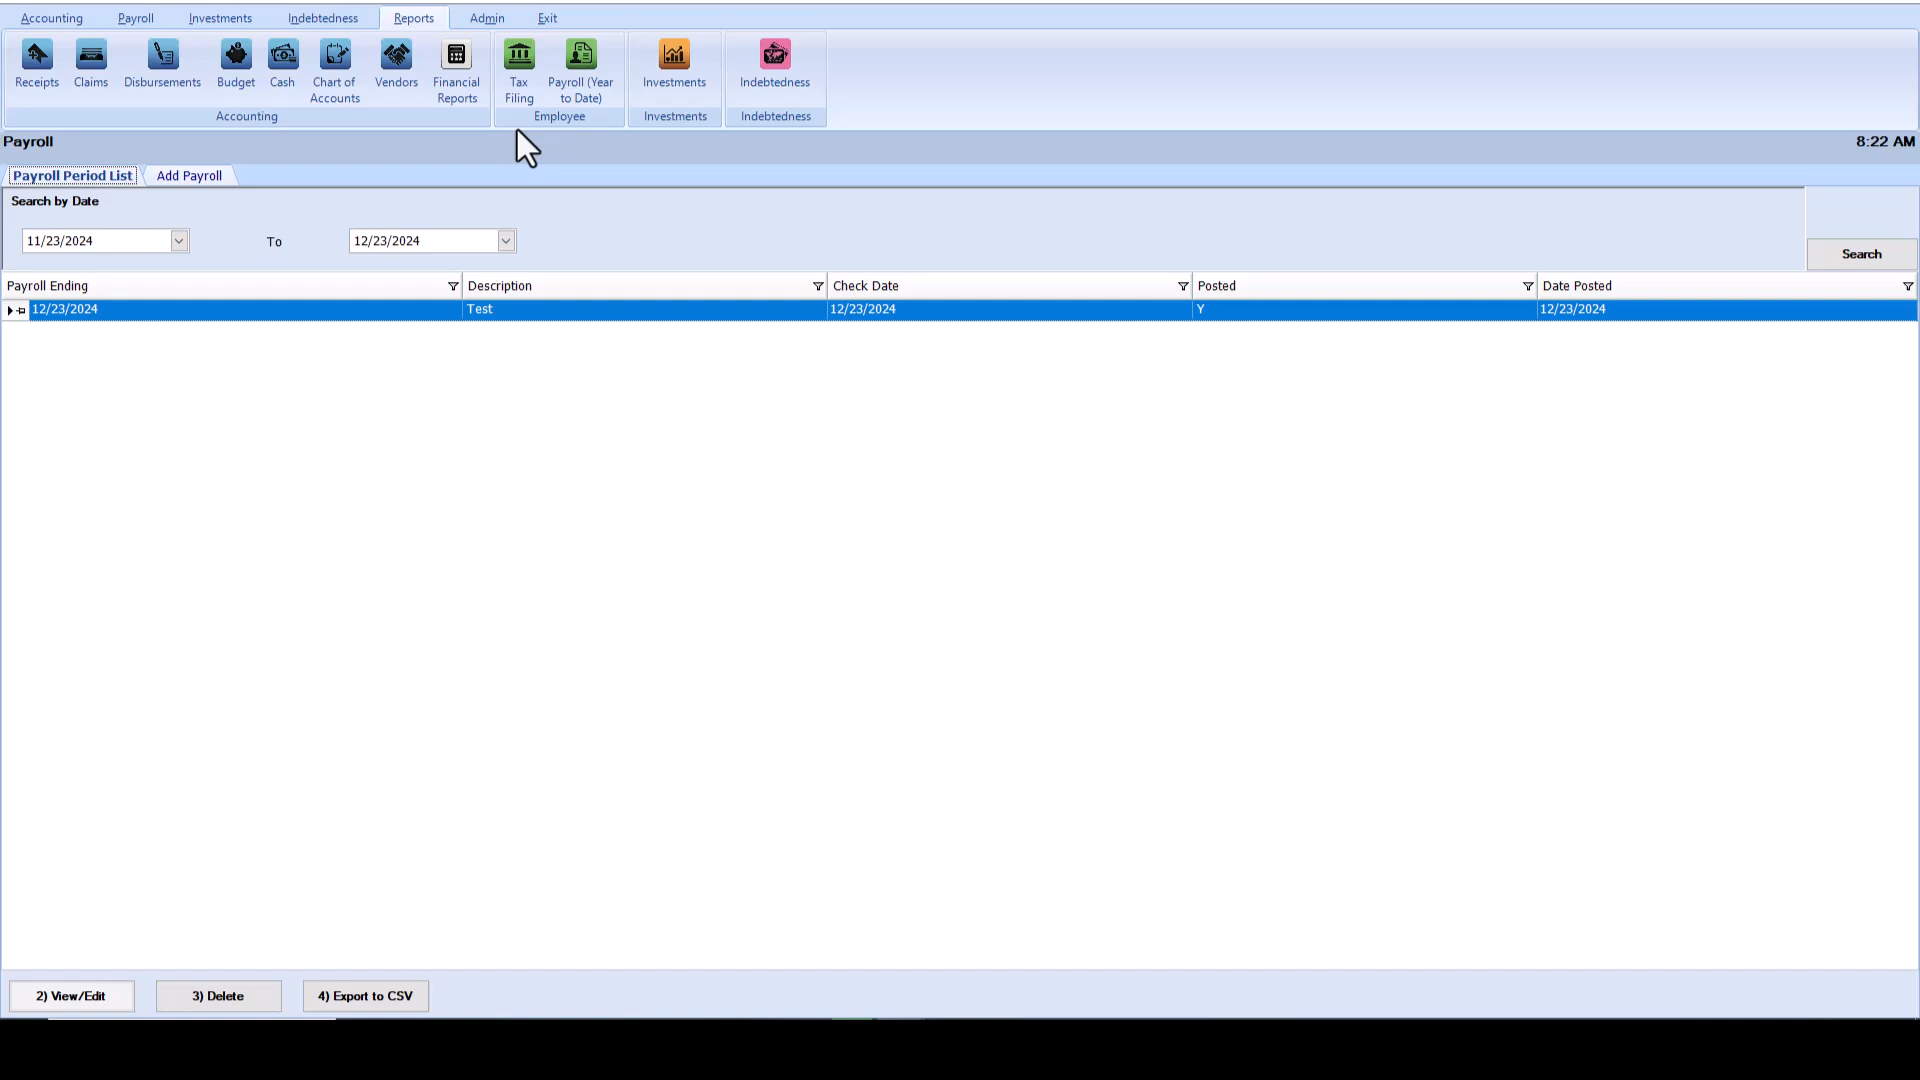 Accounting Payroll Investments Indebtedness Reports Admin Exit
Receipts Claims Disbursements Budget Cash Chart of Accounts Vendors Financial Reports Tax Filing Payroll (Year to Date) Investments Indebtedness
Accounting Employee Investments Indebtedness
Payroll 8:22 AM
Payroll Period List Add Payroll
Search by Date
11/23/2024 To 12/23/2024
Search
Payroll Ending Description Check Date Posted Date Posted
12/23/2024 Test 12/23/2024 Y 12/23/2024
2) View/Edit 3) Delete 4) Export to CSV